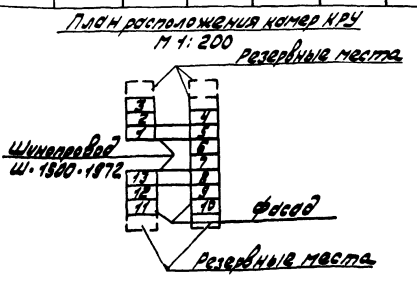 План расположения камер КРУ
М 1:200
Резервные места
3
2
1
4
5
6
7
Шинопровод
Ш-1500-1872
13
12
11
8
9
10
Фасад
Резервные места